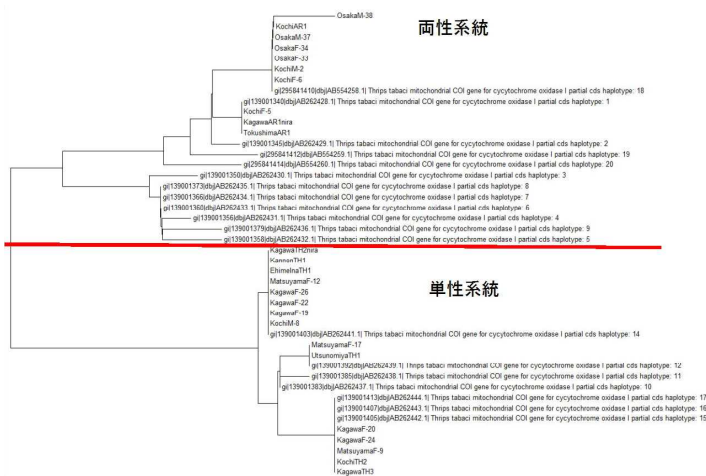 OsakaM-38
両性系統
KochiAR1
OsakaM-37
OsakaF-34
OsakaF-33
KochiM-2
KochiF-6
gi|295841410|dbj|AB554258.1| Thrips tabaci mitochondrial COI gene for cycytochrome oxidase I partial cds haplotype: 18
gi|139001340|dbj|AB262428.1| Thrips tabaci mitochondrial COI gene for cycytochrome oxidase I partial cds haplotype: 1
KochiF-5
KagawaAR1nira
TokushimaAR1
gi|139001345|dbj|AB262429.1| Thrips tabaci mitochondrial COI gene for cycytochrome oxidase I partial cds haplotype: 2
gi|295841412|dbj|AB554259.1| Thrips tabaci mitochondrial COI gene for cycytochrome oxidase I partial cds haplotype: 19
gi|295841414|dbj|AB554260.1| Thrips tabaci mitochondrial COI gene for cycytochrome oxidase I partial cds haplotype: 20
gi|139001350|dbj|AB262430.1| Thrips tabaci mitochondrial COI gene for cycytochrome oxidase I partial cds haplotype: 3
gi|139001373|dbj|AB262435.1| Thrips tabaci mitochondrial COI gene for cycytochrome oxidase I partial cds haplotype: 8
gi|139001366|dbj|AB262434.1| Thrips tabaci mitochondrial COI gene for cycytochrome oxidase I partial cds haplotype: 7
gi|139001360|dbj|AB262433.1| Thrips tabaci mitochondrial COI gene for cycytochrome oxidase I partial cds haplotype: 6
gi|139001356|dbj|AB262431.1| Thrips tabaci mitochondrial COI gene for cycytochrome oxidase I partial cds haplotype: 4
gi|139001379|dbj|AB262436.1| Thrips tabaci mitochondrial COI gene for cycytochrome oxidase I partial cds haplotype: 9
gi|139001358|dbj|AB262432.1| Thrips tabaci mitochondrial COI gene for cycytochrome oxidase I partial cds haplotype: 5
KagawaTH2nira
KannonTH1
EhimeInaTH1
MatsuyamaF-12
単性系統
KagawaF-26
KagawaF-22
KagawaF-19
KochiM-8
gi|139001403|dbj|AB262441.1| Thrips tabaci mitochondrial COI gene for cycytochrome oxidase I partial cds haplotype: 14
MatsuyamaF-17
UtsunomiyaTH1
gi|139001392|dbj|AB262439.1| Thrips tabaci mitochondrial COI gene for cycytochrome oxidase I partial cds haplotype: 12
gi|139001385|dbj|AB262438.1| Thrips tabaci mitochondrial COI gene for cycytochrome oxidase I partial cds haplotype: 11
gi|139001383|dbj|AB262437.1| Thrips tabaci mitochondrial COI gene for cycytochrome oxidase I partial cds haplotype: 10
gi|139001413|dbj|AB262444.1| Thrips tabaci mitochondrial COI gene for cycytochrome oxidase I partial cds haplotype: 17
gi|139001407|dbj|AB262443.1| Thrips tabaci mitochondrial COI gene for cycytochrome oxidase I partial cds haplotype: 16
gi|139001405|dbj|AB262442.1| Thrips tabaci mitochondrial COI gene for cycytochrome oxidase I partial cds haplotype: 15
KagawaF-20
KagawaF-24
MatsuyamaF-9
KochiTH2
KagawaTH3